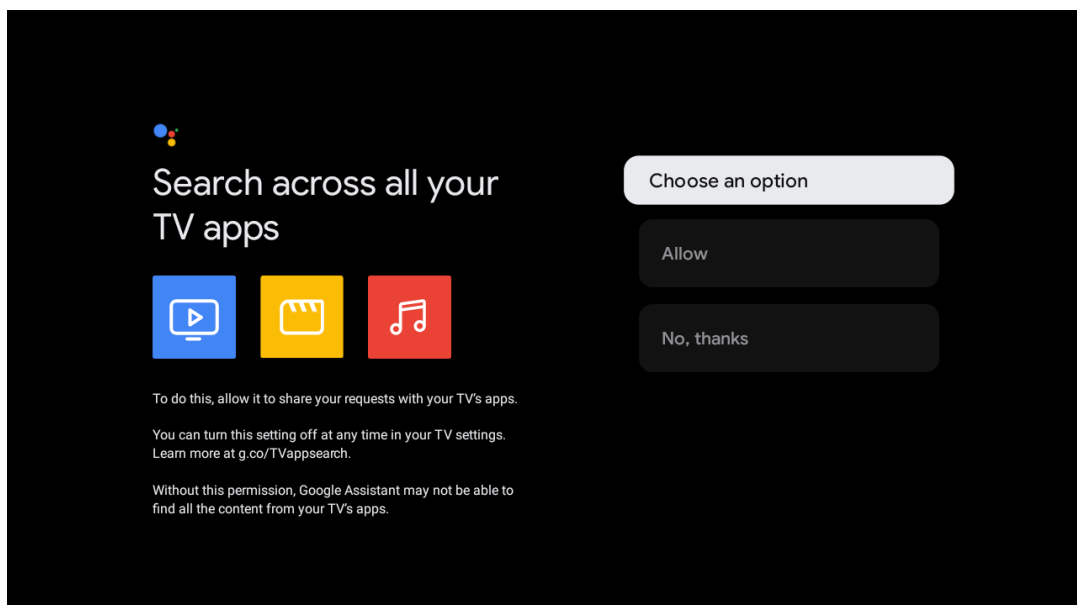 Search across all your
TV apps
To do this, allow it to share your requests with your TV's apps.
You can turn this setting off at any time in your TV settings.
Learn more at g.co/TVappsearch.
Without this permission, Google Assistant may not be able to
find all the content from your TV's apps.
Choose an option
Allow
No, thanks